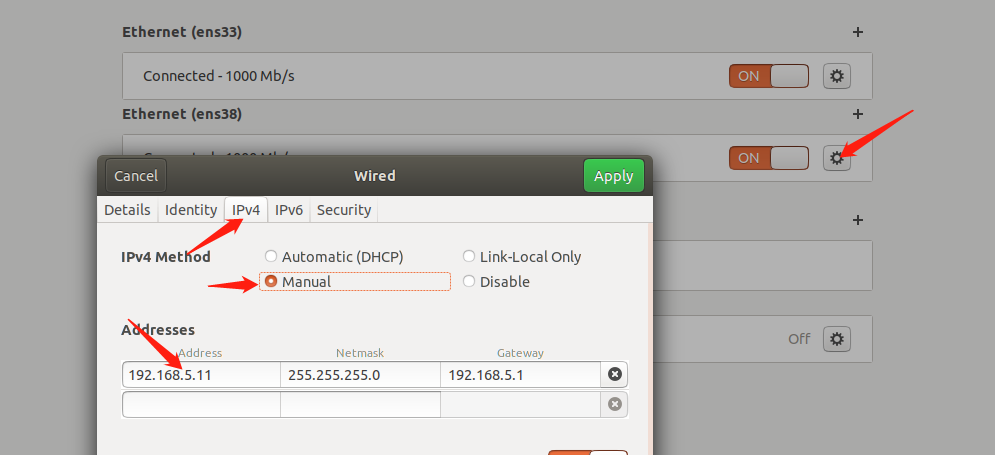 Ethernet (ens33)
Connected - 1000 Mb/s
ON
Ethernet (ens38)
ON
Cancel
Wired
Apply
Details
Identity
IPv4
IPv6
Security
IPv4 Method
Automatic (DHCP)
Link-Local Only
Manual
Disable
Addresses
Address
Netmask
Gateway
192.168.5.11
255.255.255.0
192.168.5.1
Off